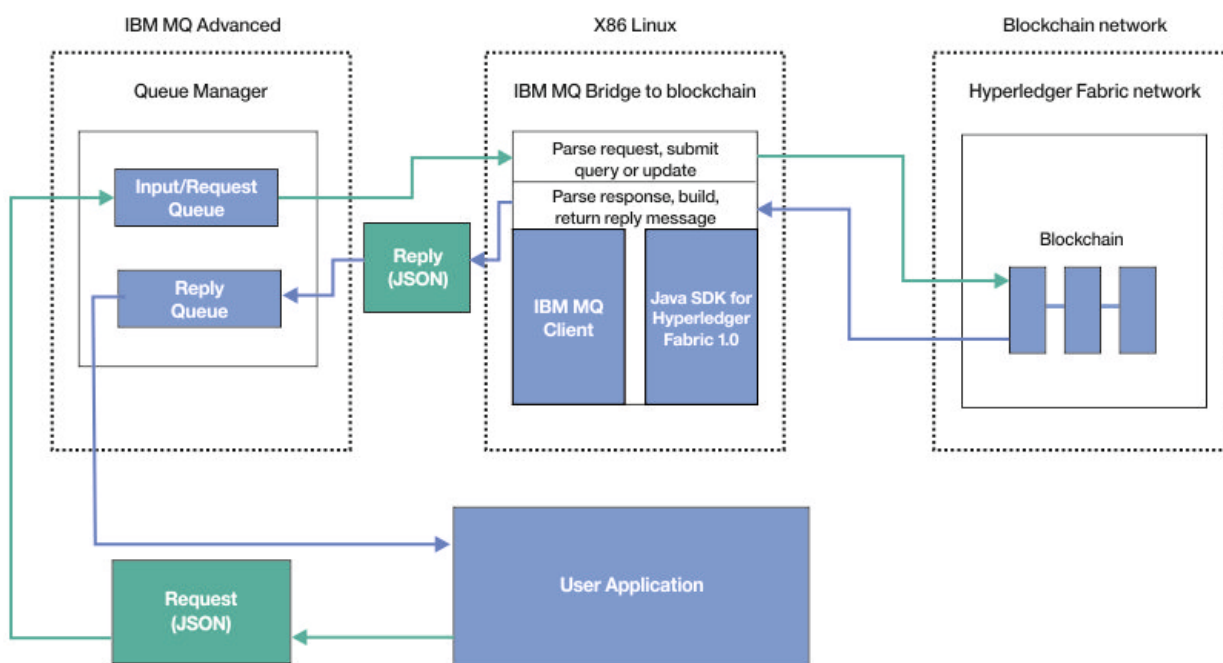 IBM MQ Advanced
X86 Linux
Blockchain network
Queue Manager
IBM MQ Bridge to blockchain
Hyperledger Fabric network
Parse request, submit
query or update
Input/Request
Queue
Parse response, build,
return reply message
Reply
(JSON)
Blockchain
Reply
Queue
IBM MQ
Client
Java SDK for
Hyperledger
Fabric 1.0
User Application
Request
(JSON)